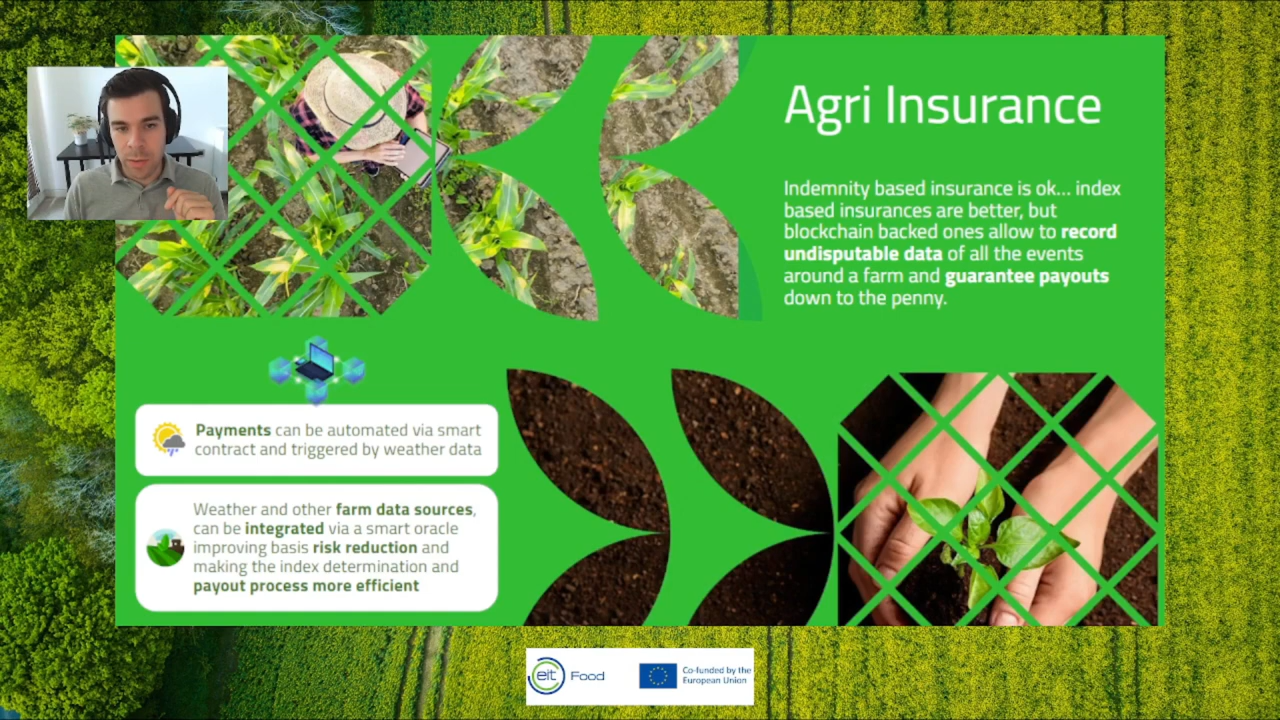 Agri Insurance
Indemnity based insurance is ok... index
based insurances are better, but
blockchain backed ones allow to record
undisputable data of all the events
around a farm and guarantee payouts
down to the penny.
Payments can be automated via smart
contract and triggered by weather data
Weather and other farm data sources,
can be integrated via a smart oracle
improving basis risk reduction and
making the index determination and
payout process more efficient
eit Food
Co-funded by the
European Union